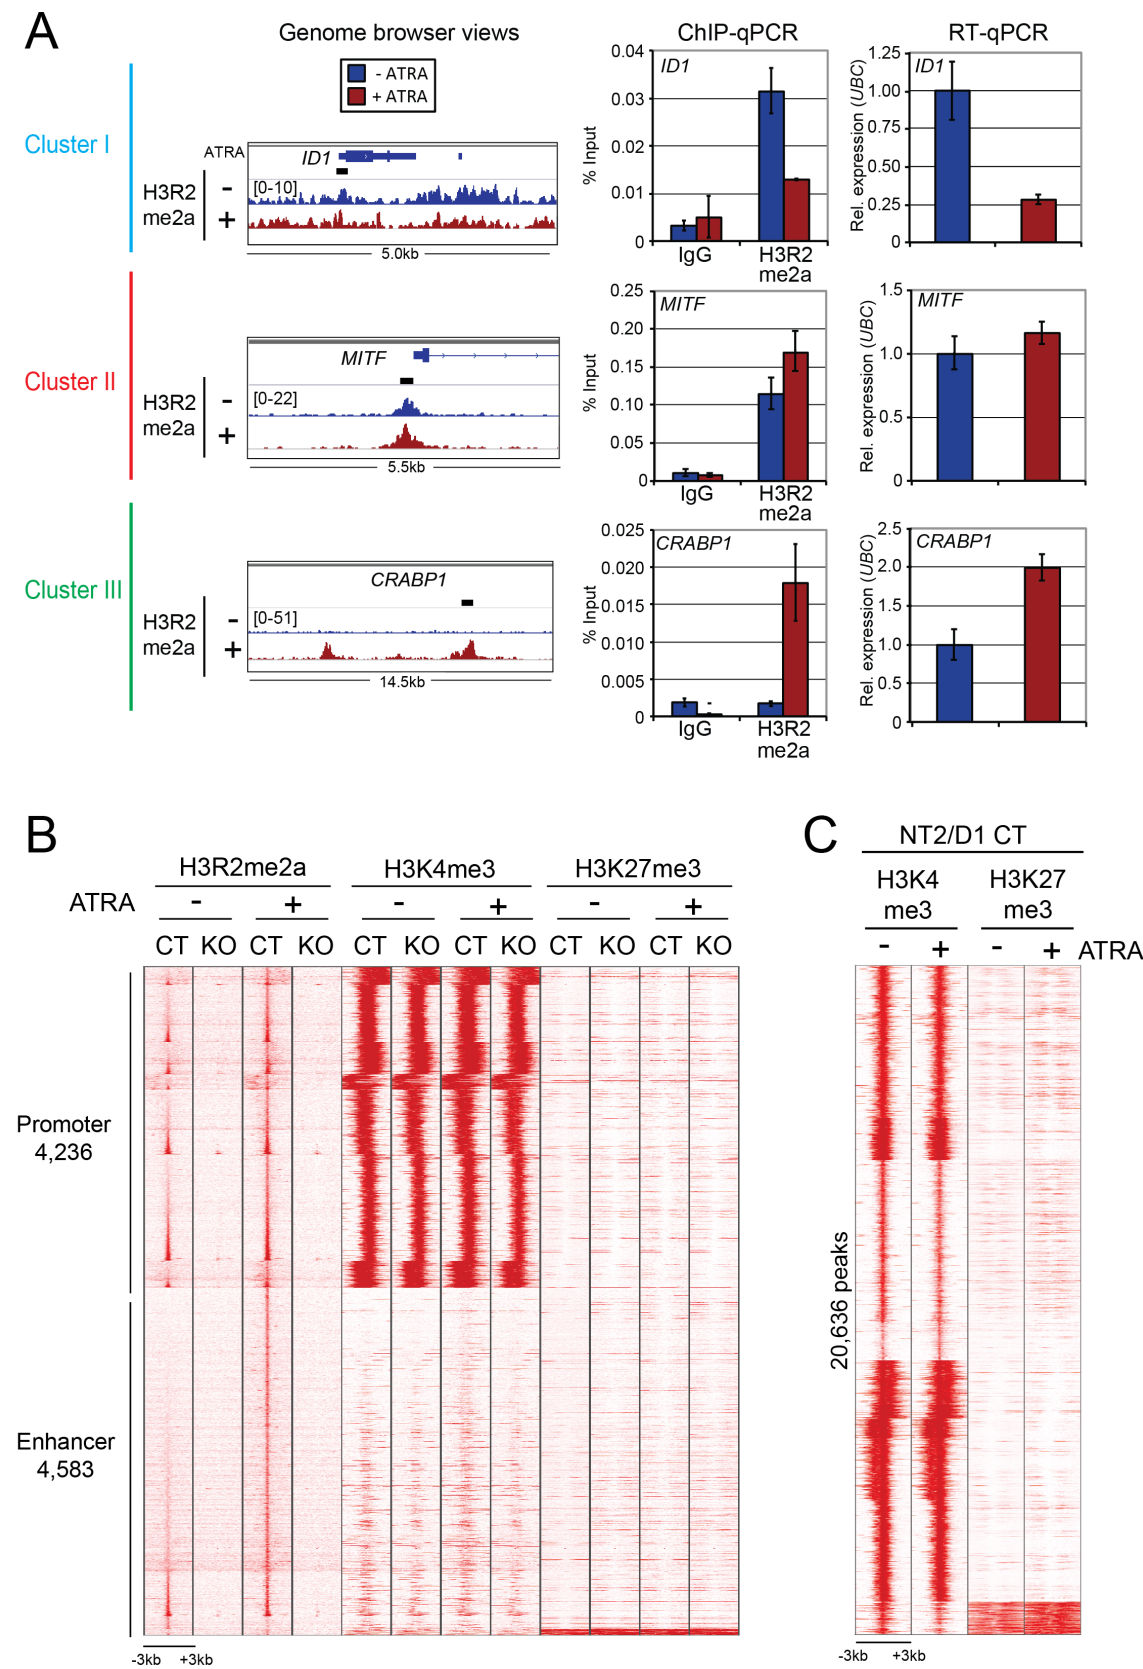 A
Genome browser views
ChIP-qPCR
RT-qPCR
- ATRA
+ ATRA
Cluster I
ATRA
H3R2
me2a
-
+
ID1
[0-10]
5.0kb
% Input
0.04
0.03
0.02
0.01
0
ID1
IgG
H3R2
me2a
Rel. expression (UBC)
1.25
1.00
0.75
0.50
0.25
0
ID1
Cluster II
H3R2
me2a
-
+
MITF
[0-22]
5.5kb
% Input
0.25
0.20
0.15
0.10
0.05
0
MITF
IgG
H3R2
me2a
Rel. expression (UBC)
1.5
1.0
0.5
0
MITF
Cluster III
H3R2
me2a
-
+
CRABP1
[0-51]
14.5kb
% Input
0.025
0.020
0.015
0.010
0.005
0
CRABP1
IgG
H3R2
me2a
Rel. expression (UBC)
2.5
2.0
1.5
1.0
0.5
0
CRABP1
B
H3R2me2a
H3K4me3
H3K27me3
ATRA - + - + - +
CT KO CT KO CT KO CT KO CT KO CT KO
Promoter
4,236
Enhancer
4,583
-3kb +3kb
C
NT2/D1 CT
H3K4
me3
H3K27
me3
- + - + ATRA
20,636 peaks
-3kb +3kb